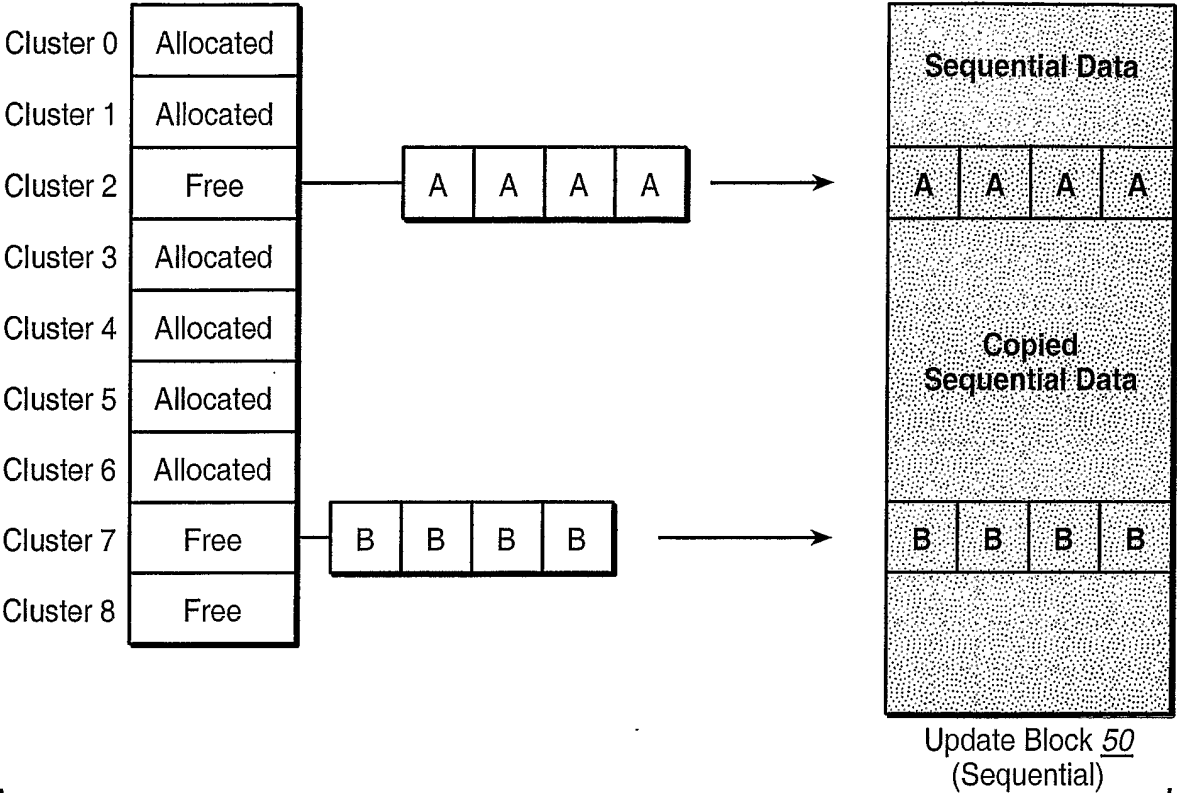 Cluster 0 Allocated
Sequential Data
Cluster 1 Allocated
Cluster 2 Free A A A A A A A A
Cluster 3 Allocated
Cluster 4 Allocated
Copied
Sequential Data
Cluster 5 Allocated
Cluster 6 Allocated
Cluster 7 Free B B B B B B B B
Cluster 8 Free
Update Block 50
(Sequential)